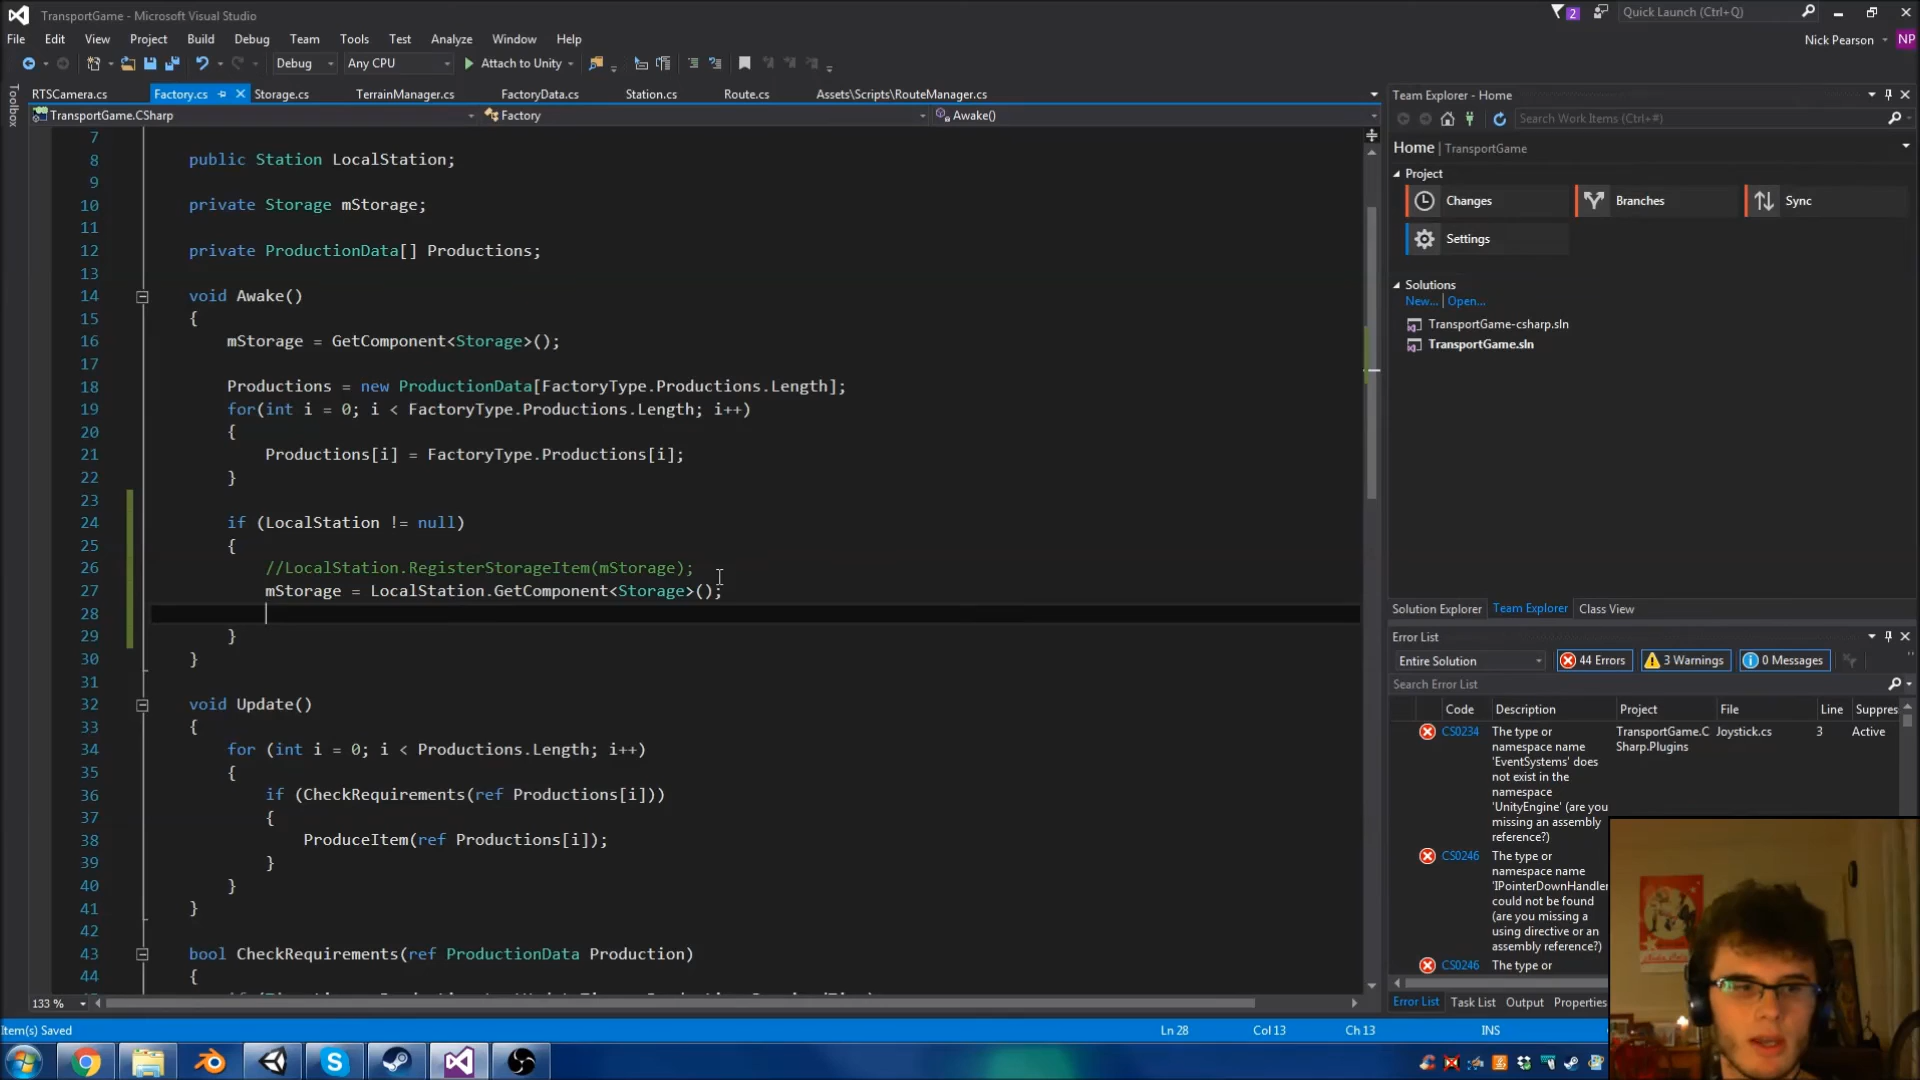 TransportGame - Microsoft Visual Studio
2
Quick Launch (Ctrl+Q)
File Edit View Project Build Debug Team Tools Test Analyze Window Help
Nick Pearson
NP
Debug
Any CPU
Attach to Unity
Toolbox
RTSCamera.cs Factory.cs Storage.cs TerrainManager.cs FactoryData.cs Station.cs Route.cs Assets\Scripts\RouteManager.cs
TransportGame.CSharp Factory Awake()
7
8 public Station LocalStation;
9
10 private Storage mStorage;
11
12 private ProductionData[] Productions;
13
14 void Awake()
15 {
16 mStorage = GetComponent<Storage>();
17
18 Productions = new ProductionData[FactoryType.Productions.Length];
19 for(int i = 0; i < FactoryType.Productions.Length; i++)
20 {
21 Productions[i] = FactoryType.Productions[i];
22 }
23
24 if (LocalStation != null)
25 {
26 //LocalStation.RegisterStorageItem(mStorage);
27 mStorage = LocalStation.GetComponent<Storage>();
28
29 }
30 }
31
32 void Update()
33 {
34 for (int i = 0; i < Productions.Length; i++)
35 {
36 if (CheckRequirements(ref Productions[i]))
37 {
38 ProduceItem(ref Productions[i]);
39 }
40 }
41 }
42
43 bool CheckRequirements(ref ProductionData Production)
44 {
133 %
Item(s) Saved
Ln 28 Col 13 Ch 13 INS
Team Explorer - Home
Search Work Items (Ctrl+#)
Home | TransportGame
Project
Changes Branches Sync
Settings
Solutions
New... | Open...
TransportGame-csharp.sln
TransportGame.sln
Solution Explorer Team Explorer Class View
Error List
Entire Solution 44 Errors 3 Warnings 0 Messages
Search Error List
Code Description Project File Line Suppres
CS0234 The type or namespace name 'EventSystems' does not exist in the namespace 'UnityEngine' (are you missing an assembly reference?) TransportGame.CSharp.Plugins Joystick.cs 3 Active
CS0246 The type or namespace name 'IPointerDownHandler could not be found (are you missing a using directive or an assembly reference?)
CS0246 The type or
Error List Task List Output Properties